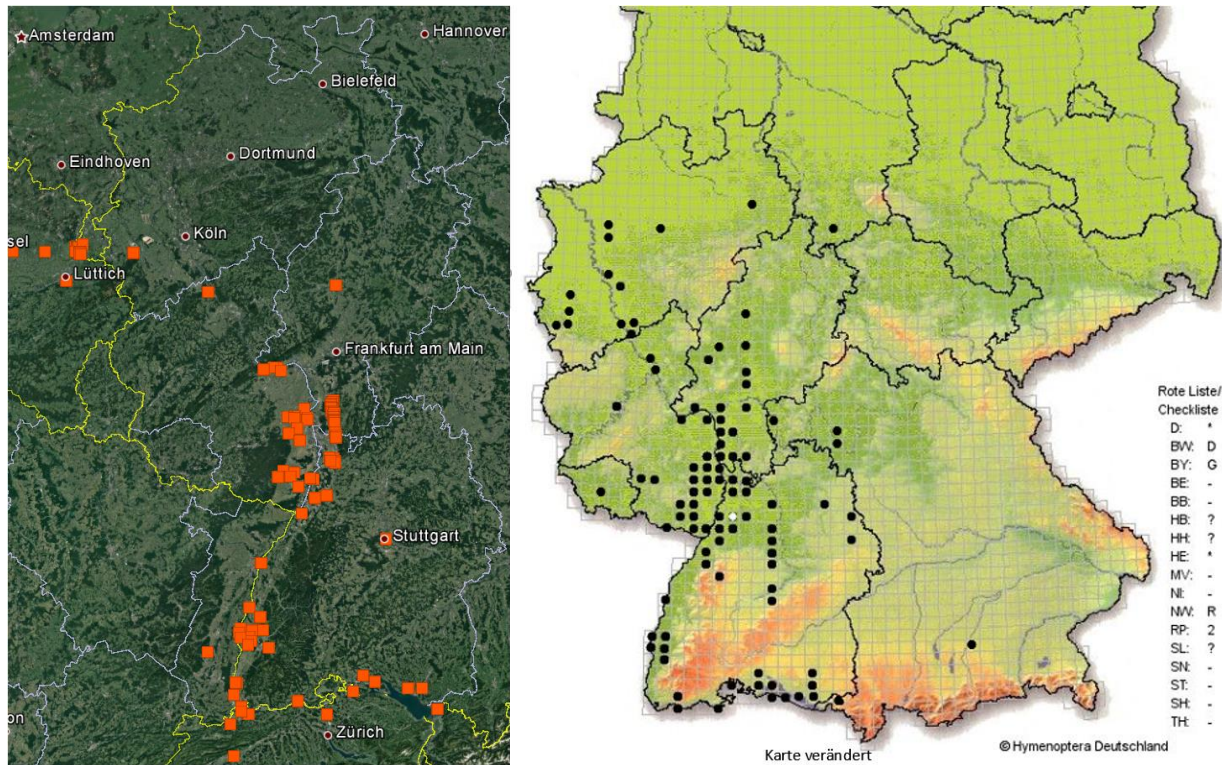 Amsterdam
Hannover
Bielefeld
Eindhoven
Dortmund
sel
Köln
Lüttich
Frankfurt am Main
Stuttgart
on
Zürich
Rote Liste/
Checkliste
D: *
BW: D
BY: G
BE: -
BB: -
HB: ?
HH: ?
HE: *
MV: -
NI: -
NW: R
RP: 2
SL: ?
SN: -
ST: -
SH: -
TH: -
© Hymenoptera Deutschland
Karte verändert